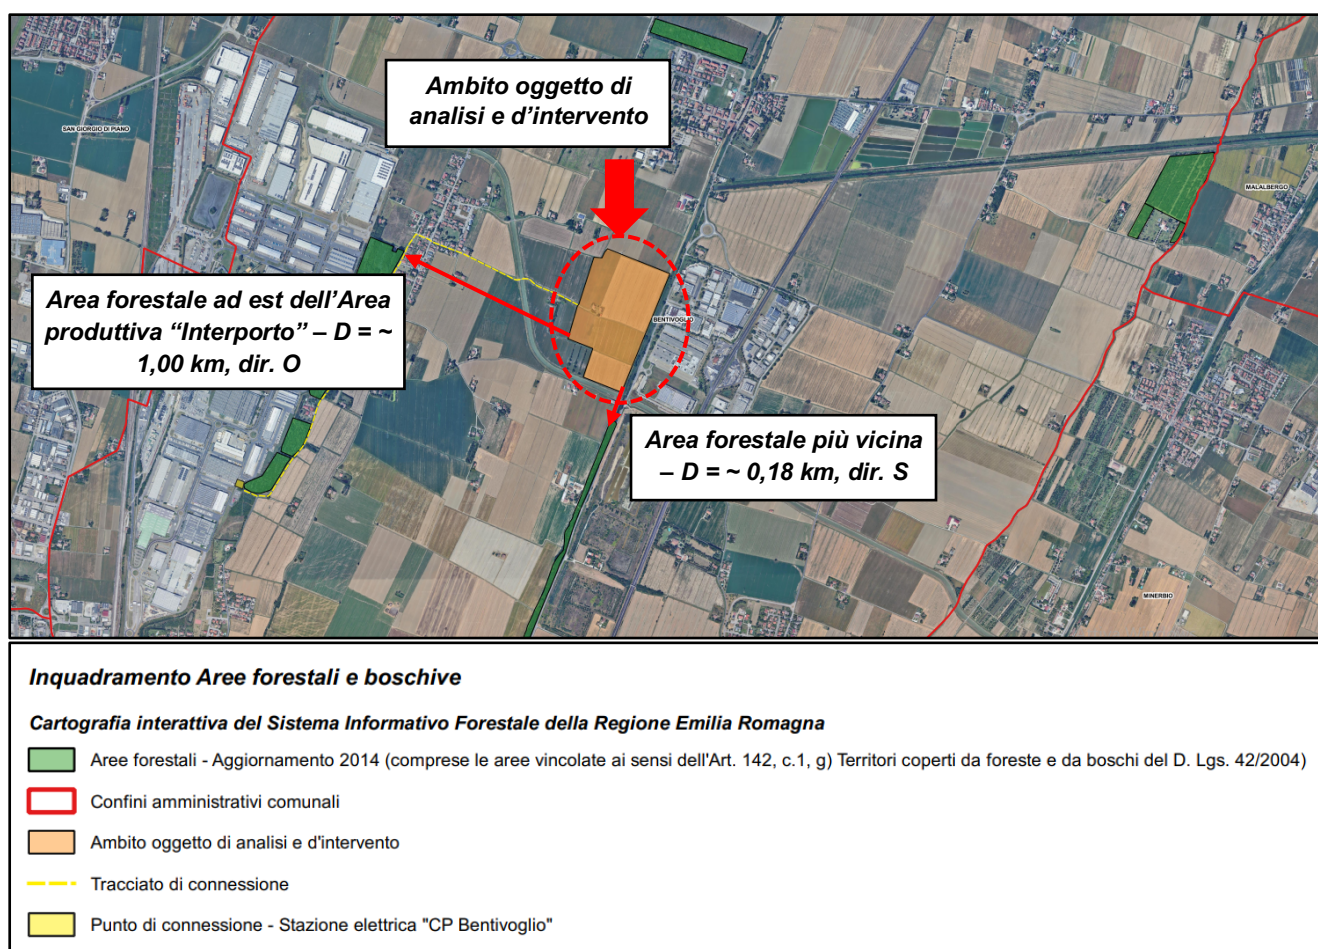 Ambito oggetto di
analisi e d'intervento
SAN GIORGIO DI PIANO
MALALBERGO
Area forestale ad est dell'Area
produttiva “Interporto” – D = ~
1,00 km, dir. O
BENTIVOGLIO
Area forestale più vicina
– D = ~ 0,18 km, dir. S
MINERBIO
Inquadramento Aree forestali e boschive
Cartografia interattiva del Sistema Informativo Forestale della Regione Emilia Romagna
Aree forestali - Aggiornamento 2014 (comprese le aree vincolate ai sensi dell'Art. 142, c.1, g) Territori coperti da foreste e da boschi del D. Lgs. 42/2004)
Confini amministrativi comunali
Ambito oggetto di analisi e d'intervento
Tracciato di connessione
Punto di connessione - Stazione elettrica "CP Bentivoglio"